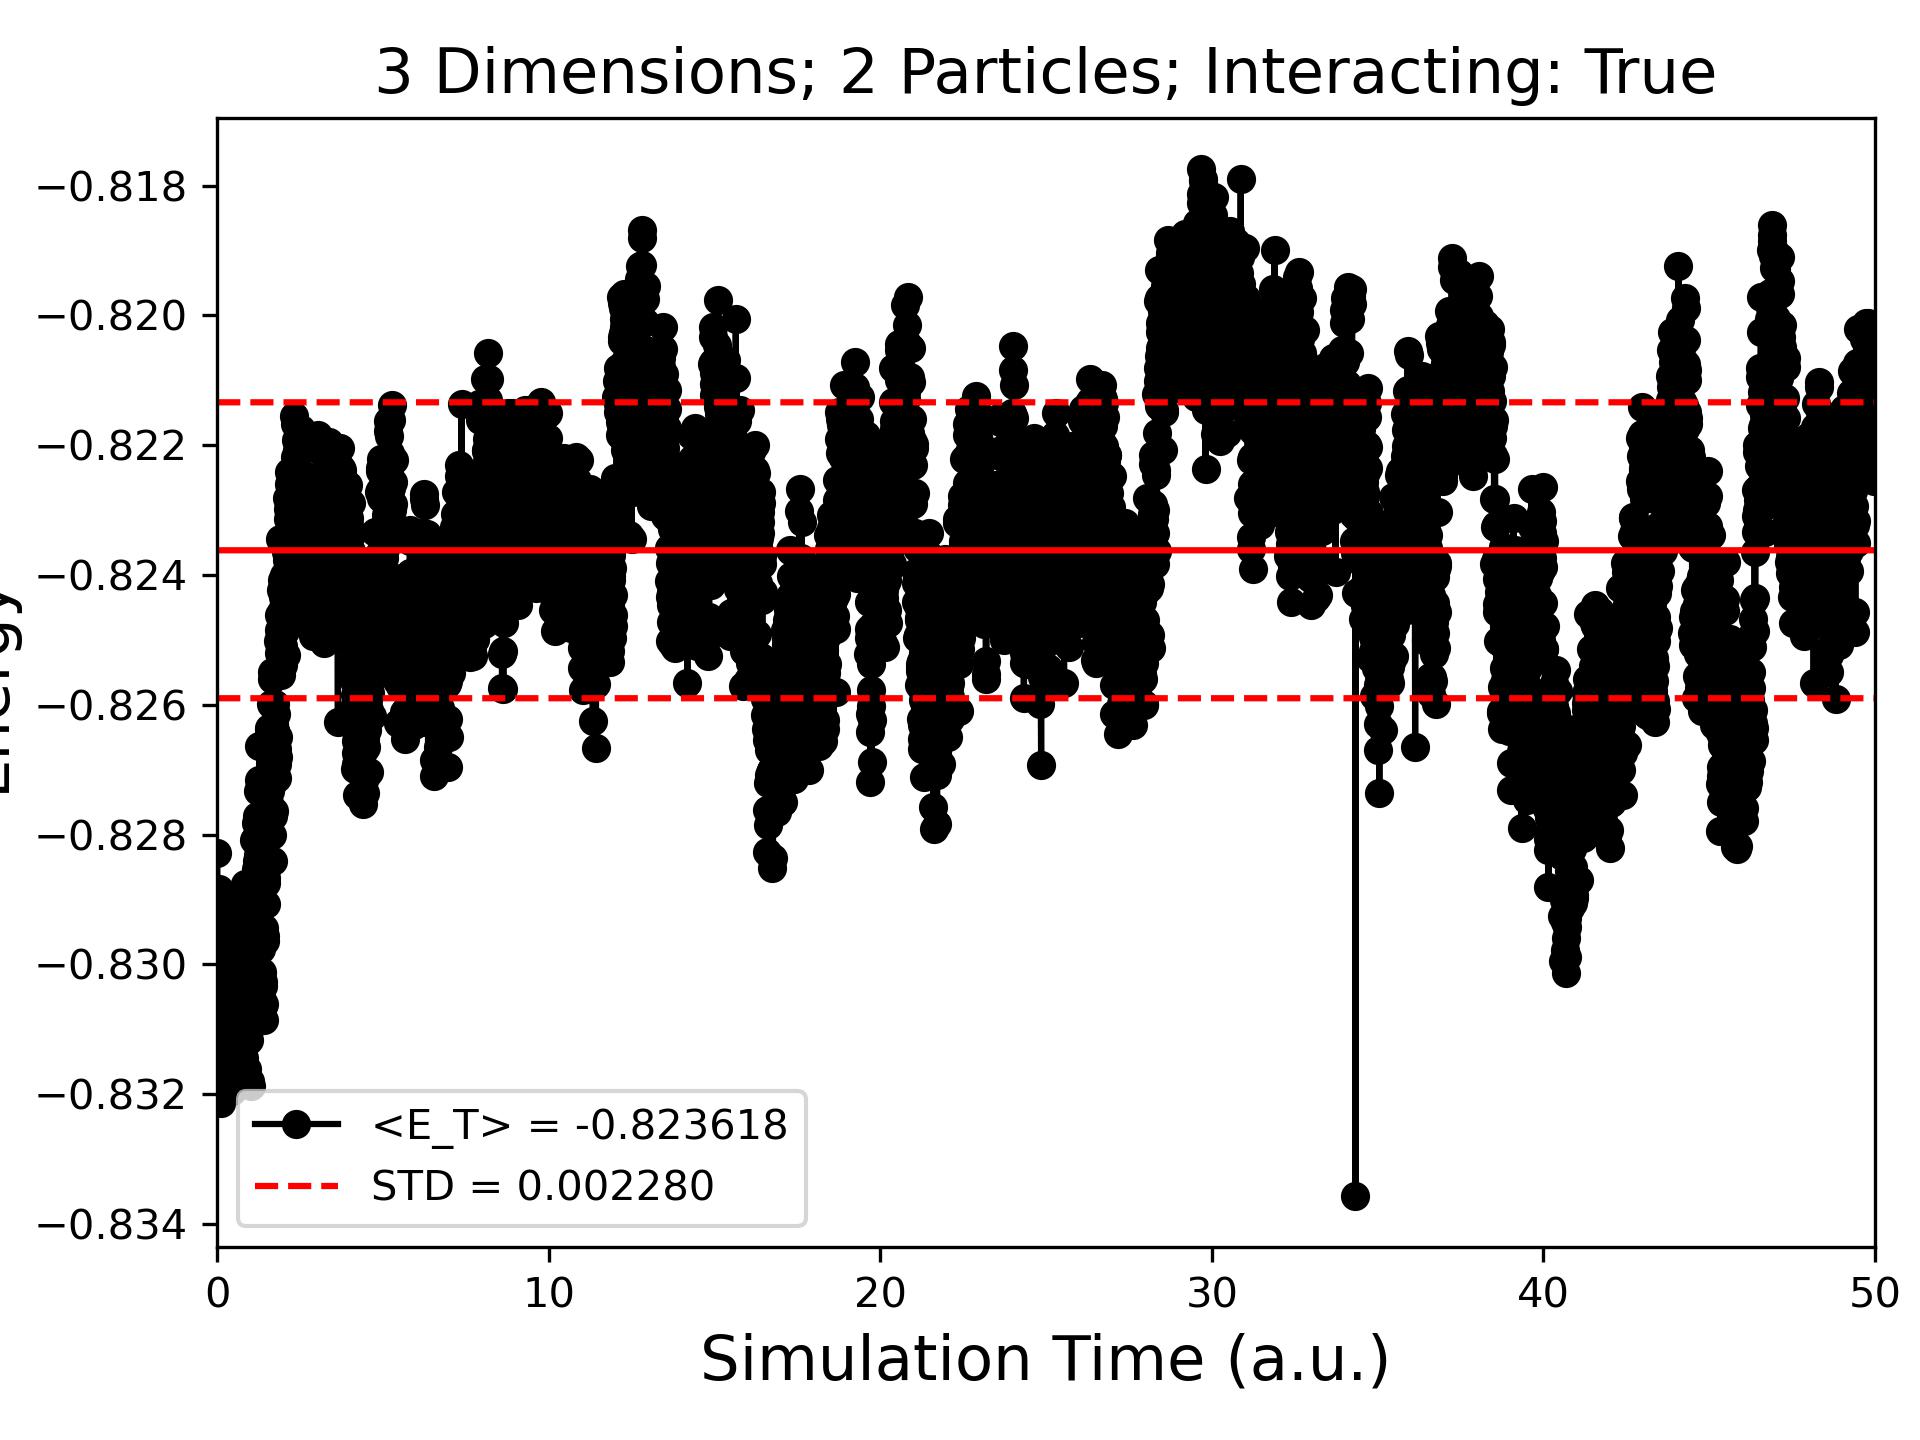 3 Dimensions; 2 Particles; Interacting: True
Energy
−0.818
−0.820
−0.822
−0.824
−0.826
−0.828
−0.830
−0.832
−0.834
<E_T> = -0.823618
STD = 0.002280
0 10 20 30 40 50
Simulation Time (a.u.)